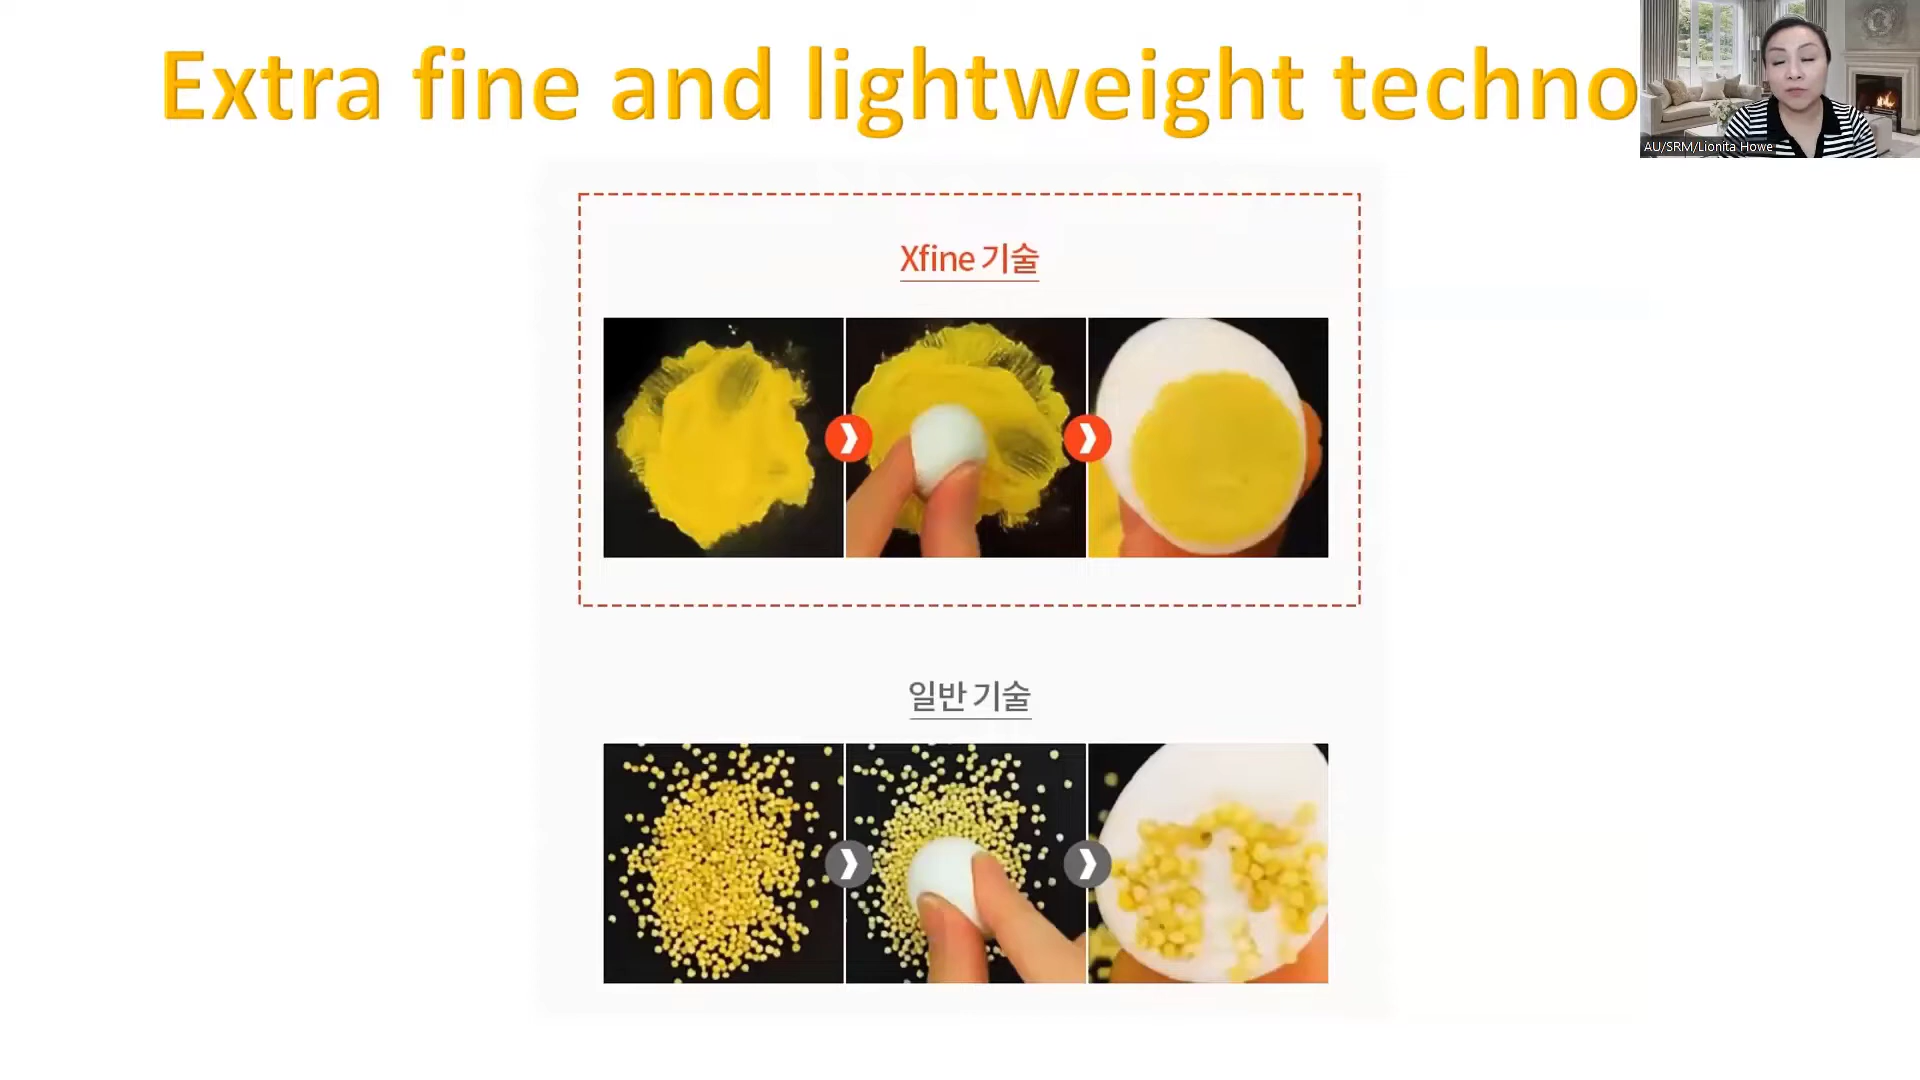 Extra fine and lightweight techno
AU/SRM/Lionita Howe
Xfine 기술
일반 기술